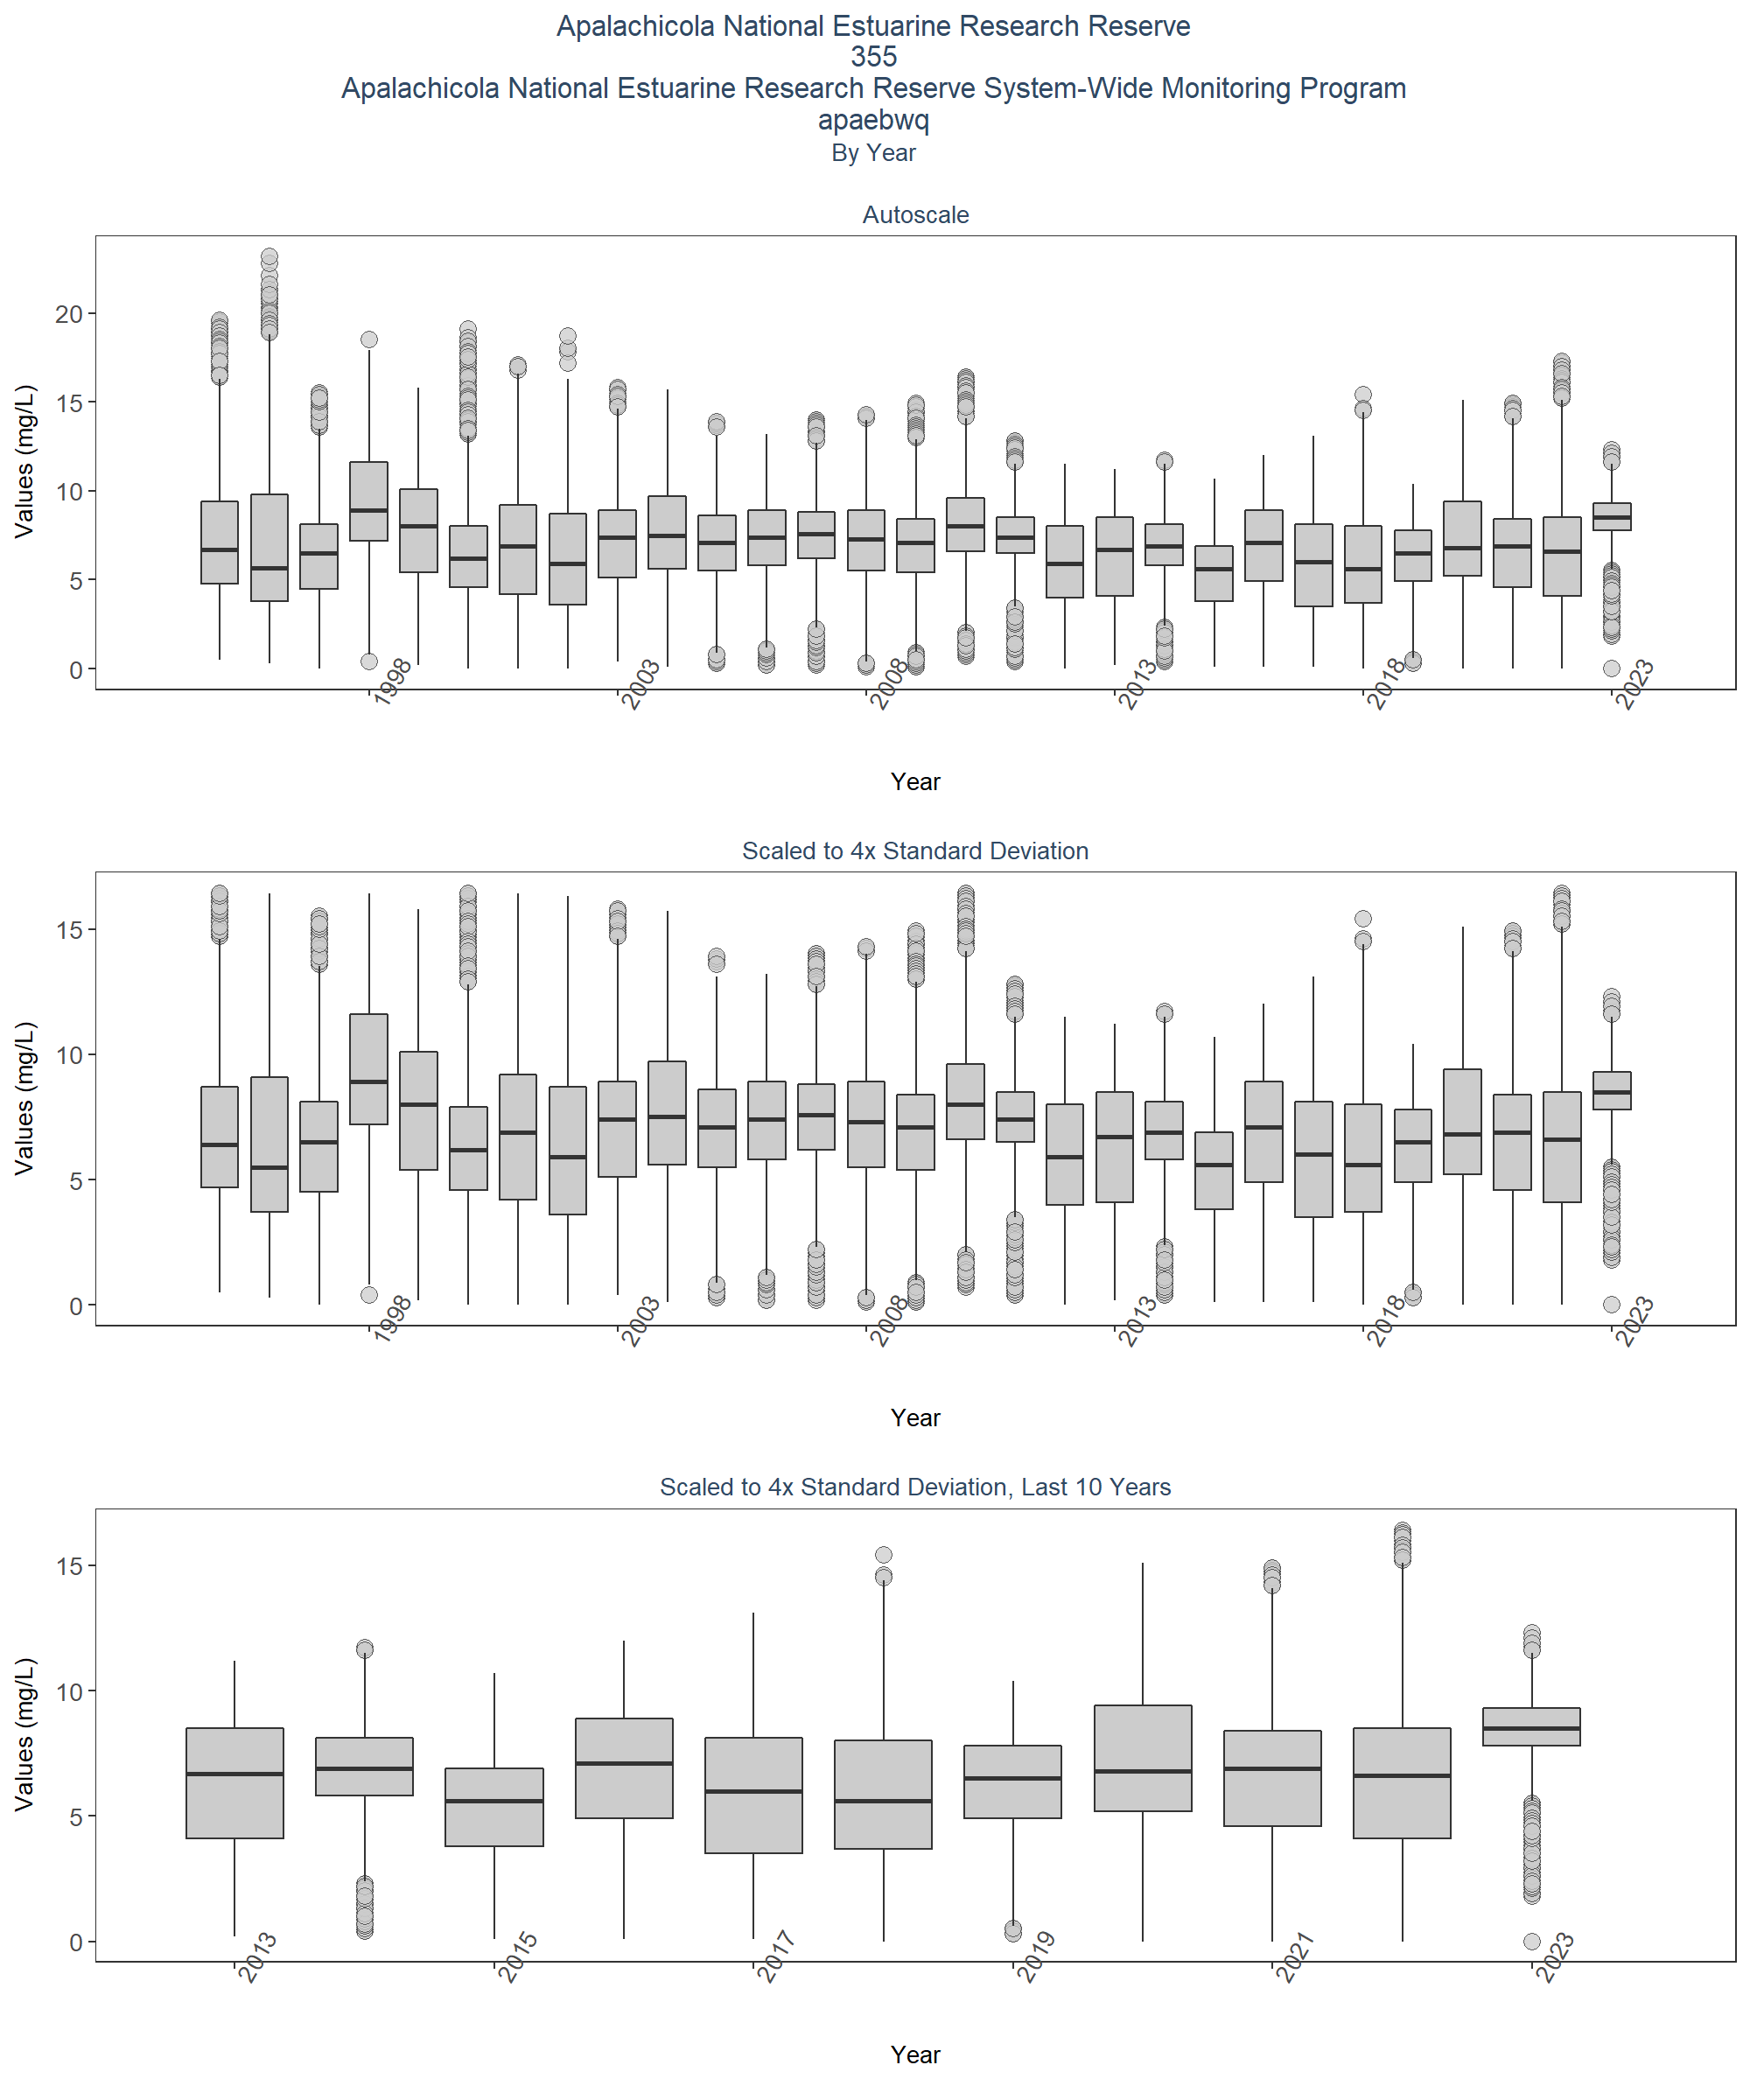 Apalachicola National Estuarine Research Reserve
355
Apalachicola National Estuarine Research Reserve System-Wide Monitoring Program
apaebwq
By Year
Autoscale
Values (mg/L)
20
15
10
5
0
1998
2003
2008
2013
2018
2023
Year
Scaled to 4x Standard Deviation
Values (mg/L)
15
10
5
0
1998
2003
2008
2013
2018
2023
Year
Scaled to 4x Standard Deviation, Last 10 Years
Values (mg/L)
15
10
5
0
2013
2015
2017
2019
2021
2023
Year